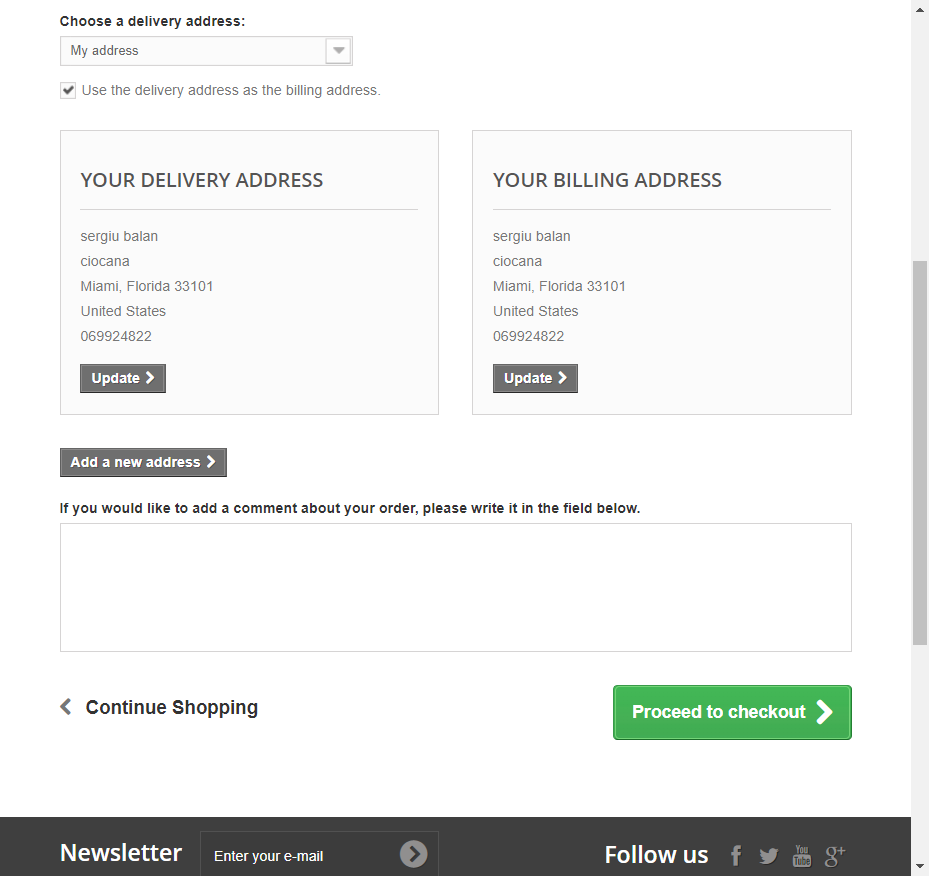 Choose a delivery address:
My address
Use the delivery address as the billing address.
YOUR DELIVERY ADDRESS
sergiu balan
ciocana
Miami, Florida 33101
United States
069924822
Update
YOUR BILLING ADDRESS
sergiu balan
ciocana
Miami, Florida 33101
United States
069924822
Update
Add a new address
If you would like to add a comment about your order, please write it in the field below.
Continue Shopping
Proceed to checkout
Newsletter
Enter your e-mail
Follow us
You
Tube
g+